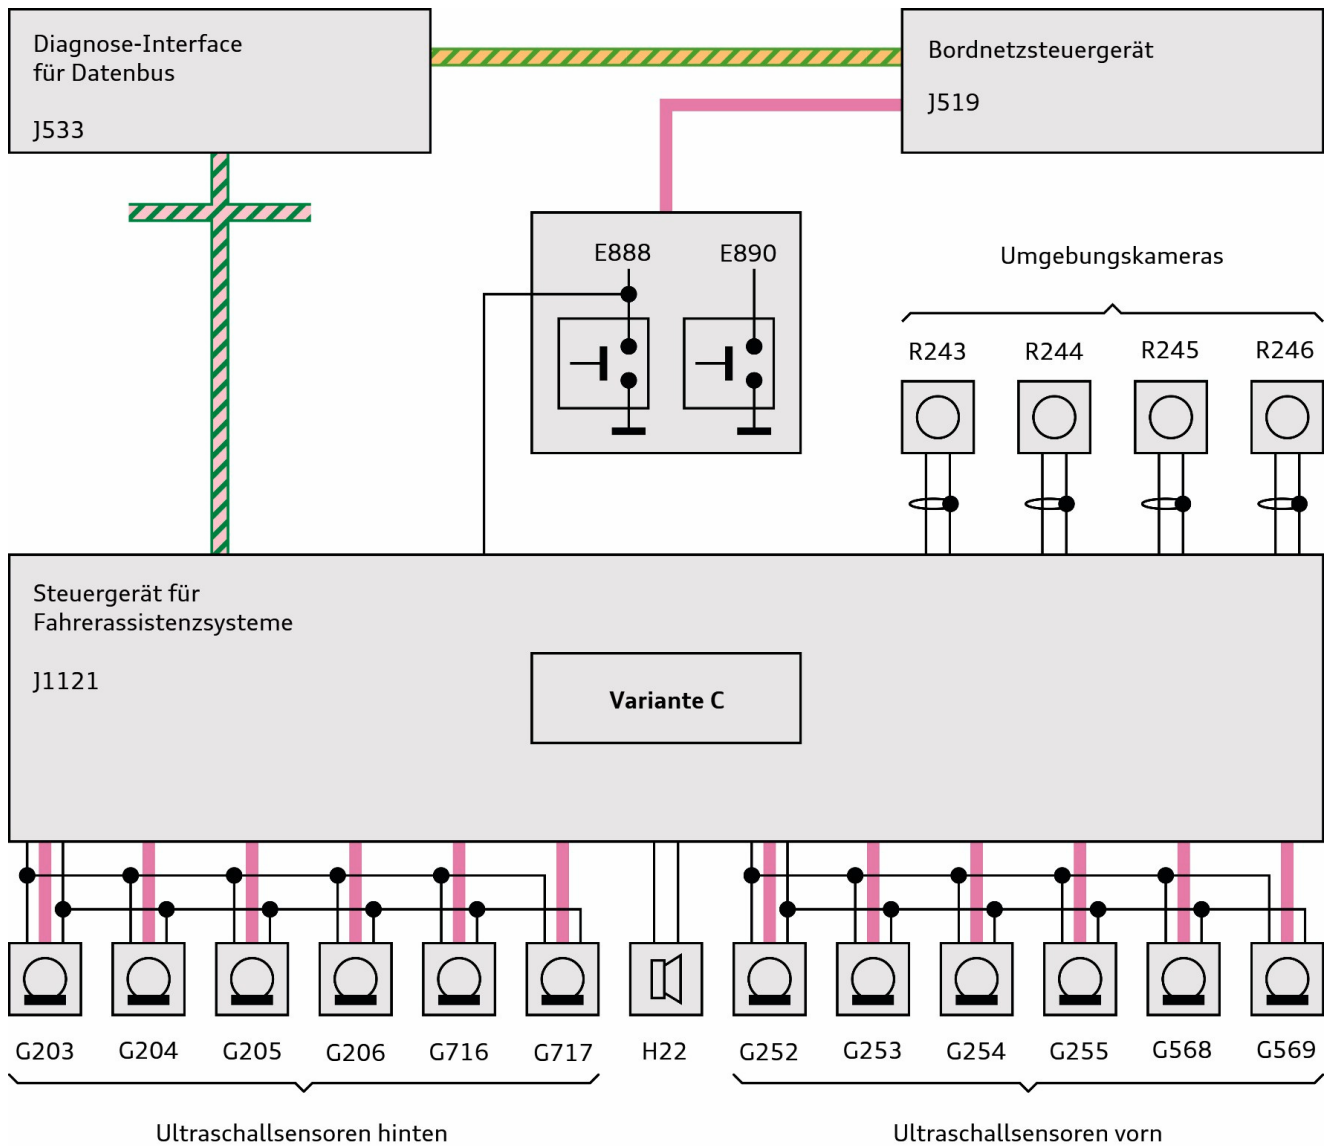 Diagnose-Interface
für Datenbus
J533
Bordnetzsteuergerät
J519
E888
E890
Umgebungskameras
R243
R244
R245
R246
Steuergerät für
Fahrerassistenzsysteme
J1121
Variante C
G203
G204
G205
G206
G716
G717
H22
G252
G253
G254
G255
G568
G569
Ultraschallsensoren hinten
Ultraschallsensoren vorn